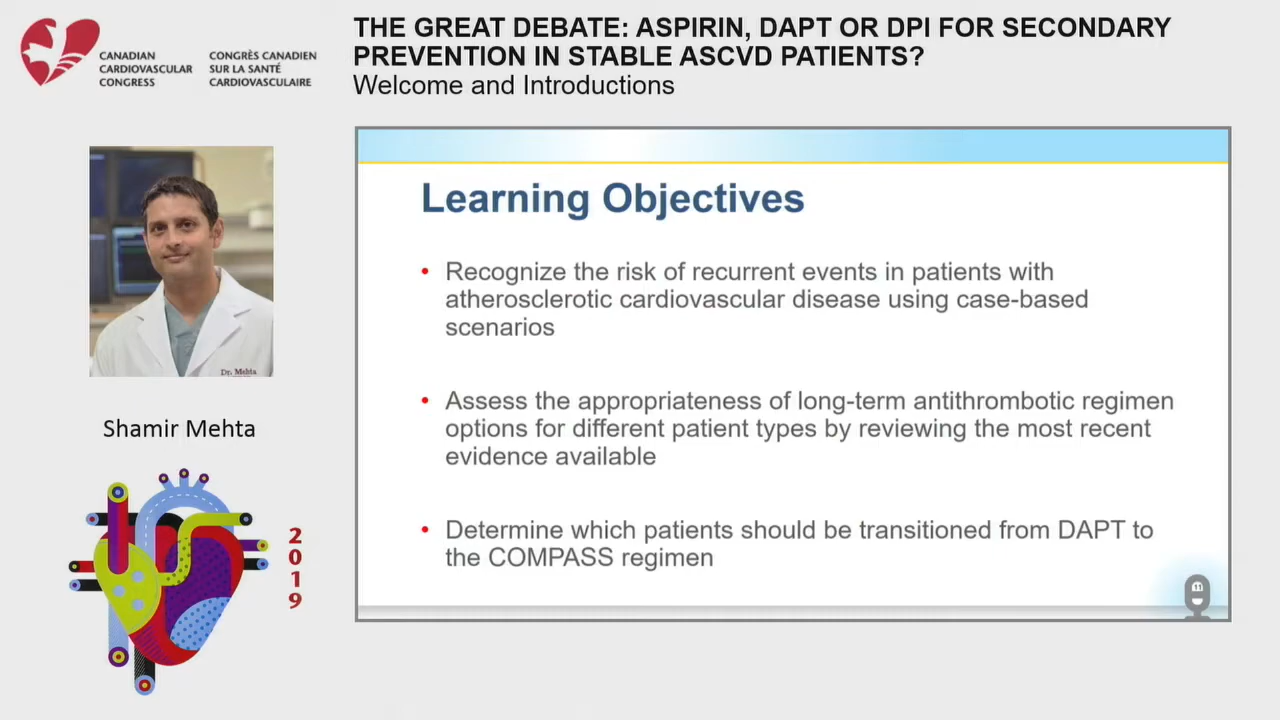 CANADIAN
CARDIOVASCULAR
CONGRESS
CONGRÈS CANADIEN
SUR LA SANTÉ
CARDIOVASCULAIRE
THE GREAT DEBATE: ASPIRIN, DAPT OR DPI FOR SECONDARY
PREVENTION IN STABLE ASCVD PATIENTS?
Welcome and Introductions
Dr. Mehta
Shamir Mehta
2019
Learning Objectives
• Recognize the risk of recurrent events in patients with
atherosclerotic cardiovascular disease using case-based
scenarios
• Assess the appropriateness of long-term antithrombotic regimen
options for different patient types by reviewing the most recent
evidence available
• Determine which patients should be transitioned from DAPT to
the COMPASS regimen